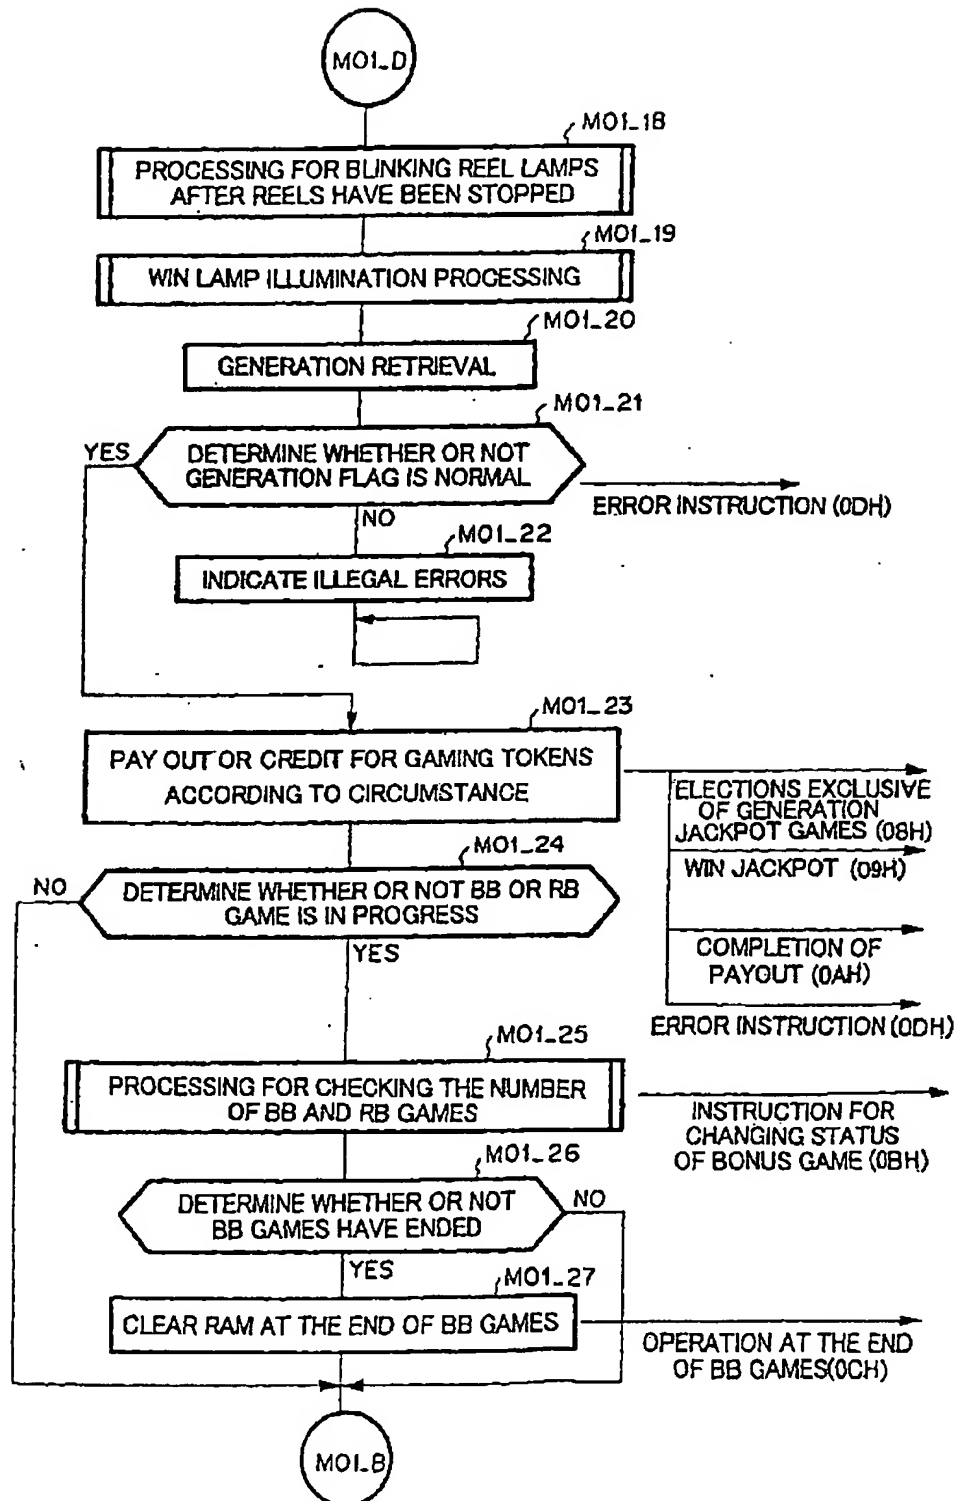 M01_D
M01_18
PROCESSING FOR BLINKING REEL LAMPS
AFTER REELS HAVE BEEN STOPPED
M01_19
WIN LAMP ILLUMINATION PROCESSING
M01_20
GENERATION RETRIEVAL
M01_21
YES
DETERMINE WHETHER OR NOT
GENERATION FLAG IS NORMAL
ERROR INSTRUCTION (0DH)
NO
M01_22
INDICATE ILLEGAL ERRORS
M01_23
PAY OUT OR CREDIT FOR GAMING TOKENS
ACCORDING TO CIRCUMSTANCE
ELECTIONS EXCLUSIVE
OF GENERATION
JACKPOT GAMES (08H)
WIN JACKPOT (09H)
COMPLETION OF
PAYOUT (0AH)
ERROR INSTRUCTION (0DH)
M01_24
NO
DETERMINE WHETHER OR NOT BB OR RB
GAME IS IN PROGRESS
YES
M01_25
PROCESSING FOR CHECKING THE NUMBER
OF BB AND RB GAMES
INSTRUCTION FOR
CHANGING STATUS
OF BONUS GAME (0BH)
M01_26
DETERMINE WHETHER OR NOT
BB GAMES HAVE ENDED
NO
YES
M01_27
CLEAR RAM AT THE END OF BB GAMES
OPERATION AT THE END
OF BB GAMES(0CH)
M01_B